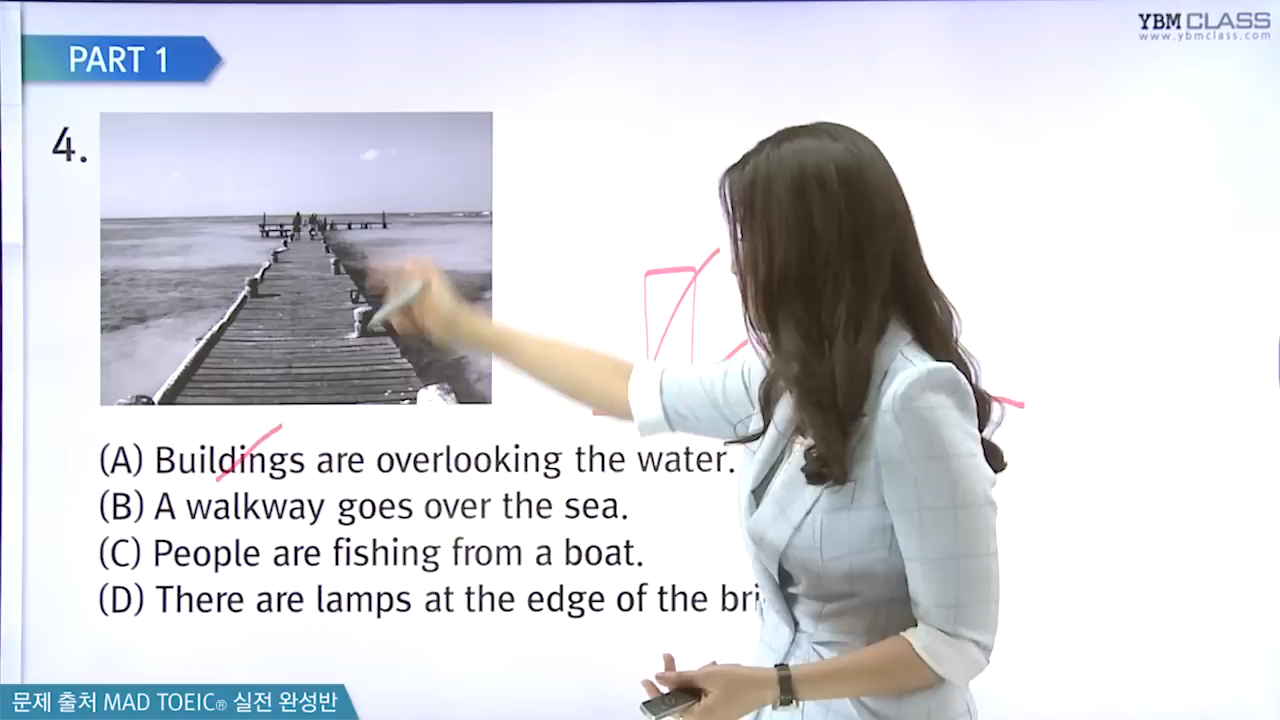 YBM CLASS
www.ybmclass.com
PART 1
4.
(A) Buildings are overlooking the water.
(B) A walkway goes over the sea.
(C) People are fishing from a boat.
(D) There are lamps at the edge of the
문제 출처 MAD TOEIC® 실전 완성반